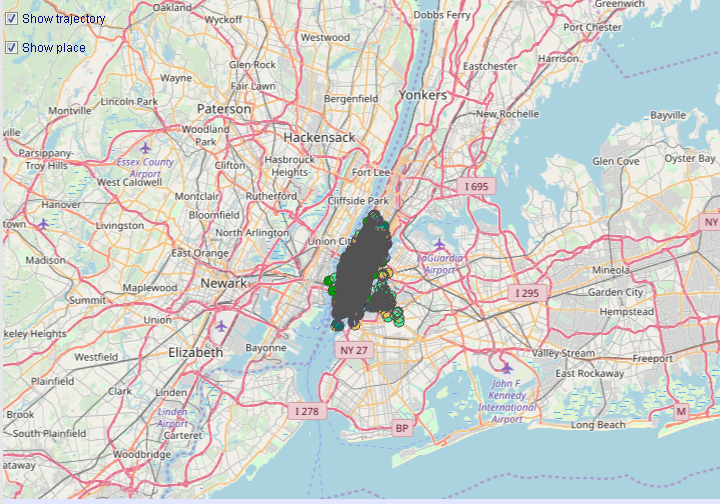 Show trajectory
Show place
Oakland
Wyckoff
Dobbs Ferry
Greenwich
Port Chester
Westwood
Harrison
Glen Rock
Eastchester
Wayne
Fair Lawn
Bergenfield
Yonkers
Lincoln Park
Paterson
Montville
New Rochelle
Bayville
Woodland
Park
Hackensack
ville
Parsippany-
Troy Hills
Essex County
Airport
Clifton
Hasbrouck
Heights
Fort Lee
Glen Cove
Oyster Bay
West Caldwell
I 695
Hanover
Montclair
Rutherford
Cliffside Park
Bloomfield
town
Livingston
North Arlington
Union City
NY
Madison
East Orange
LaGuardia
Airport
Mineola
Maplewood
Newark
Garden City
Summit
I 295
Hempstead
Union
keley Heights
Bayonne
NY 27
Elizabeth
Valley Stream
Freeport
Westfield
East Rockaway
Plainfield
John F.
Kennedy
International
Airport
Clark
Linden
Brook
Linden
Airport
I 278
M
South Plainfield
Carteret
BP
Long Beach
Woodbridge
ataway